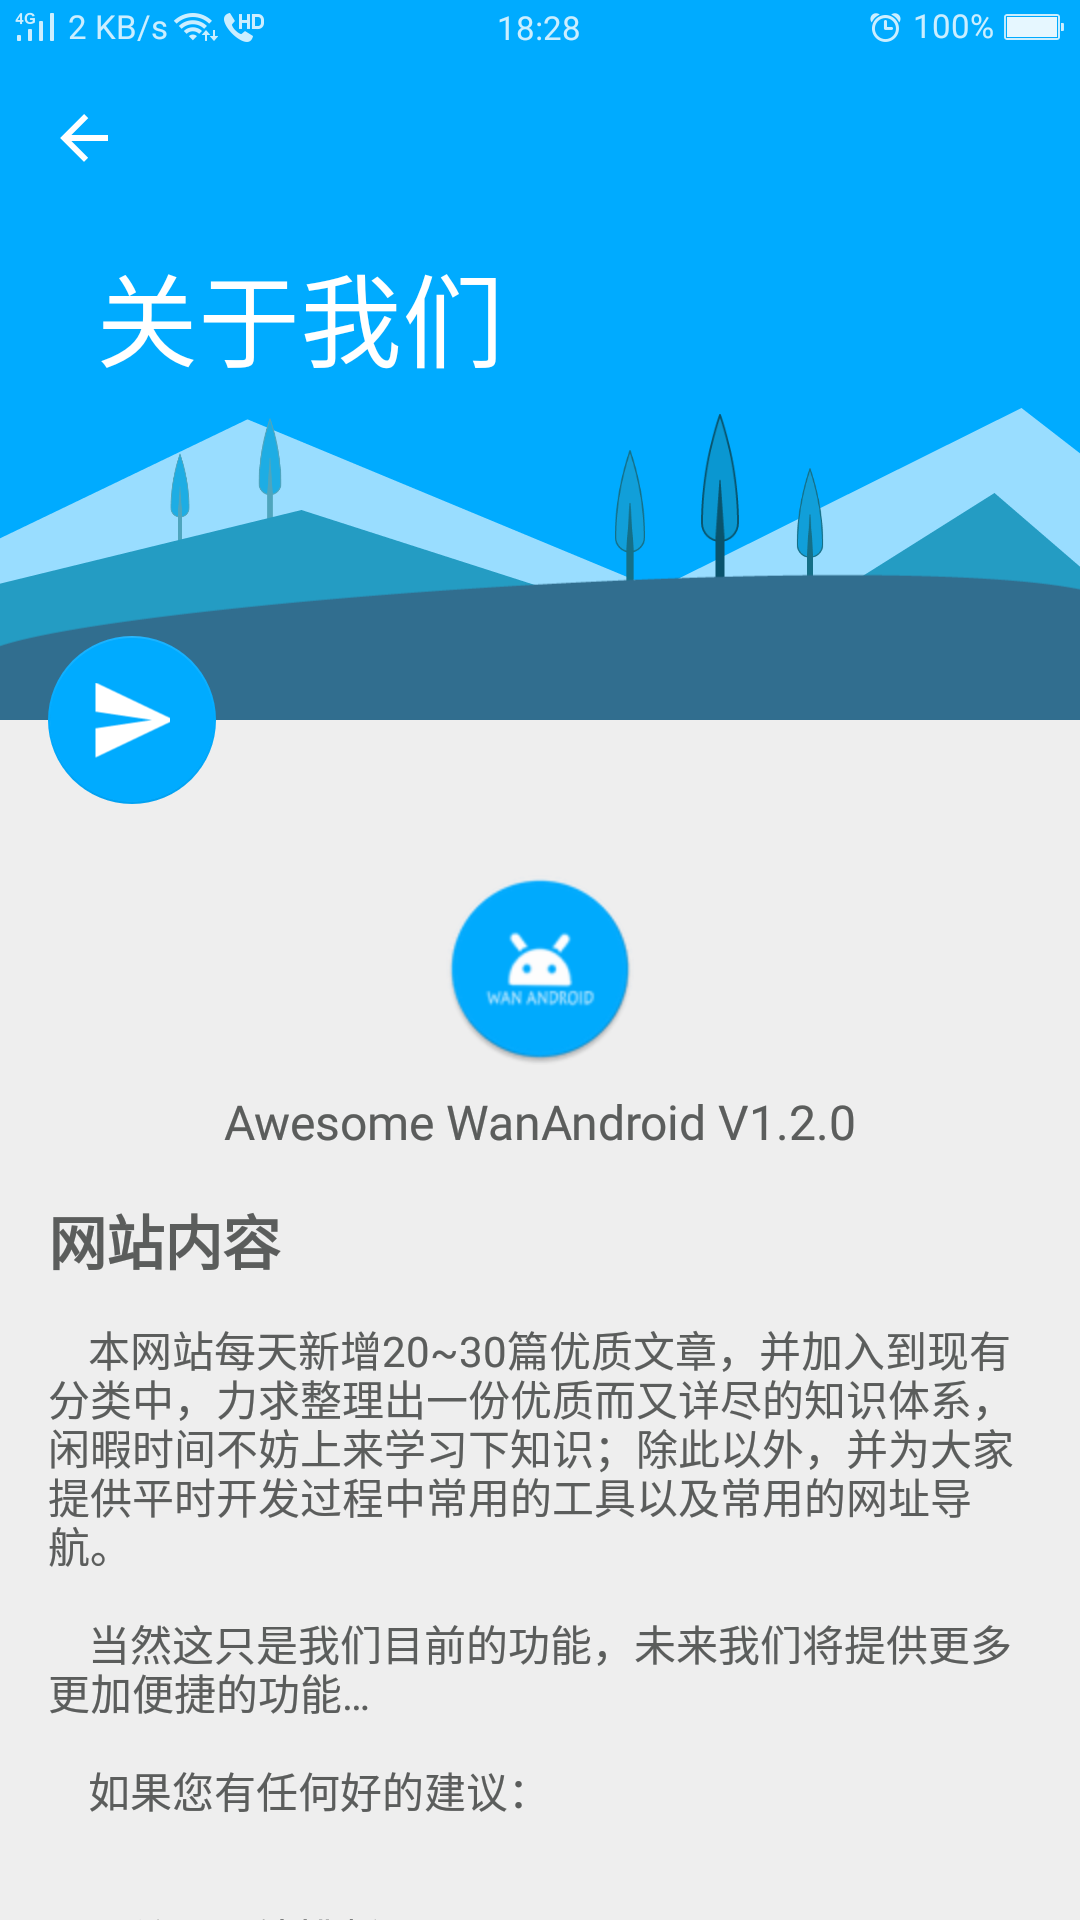 4G 2 KB/s HD 18:28 100%
关于我们
WAN ANDROID
Awesome WanAndroid V1.2.0
网站内容
本网站每天新增20~30篇优质文章，并加入到现有
分类中，力求整理出一份优质而又详尽的知识体系，
闲暇时间不妨上来学习下知识；除此以外，并为大家
提供平时开发过程中常用的工具以及常用的网址导
航。
当然这只是我们目前的功能，未来我们将提供更多
更加便捷的功能...
如果您有任何好的建议：